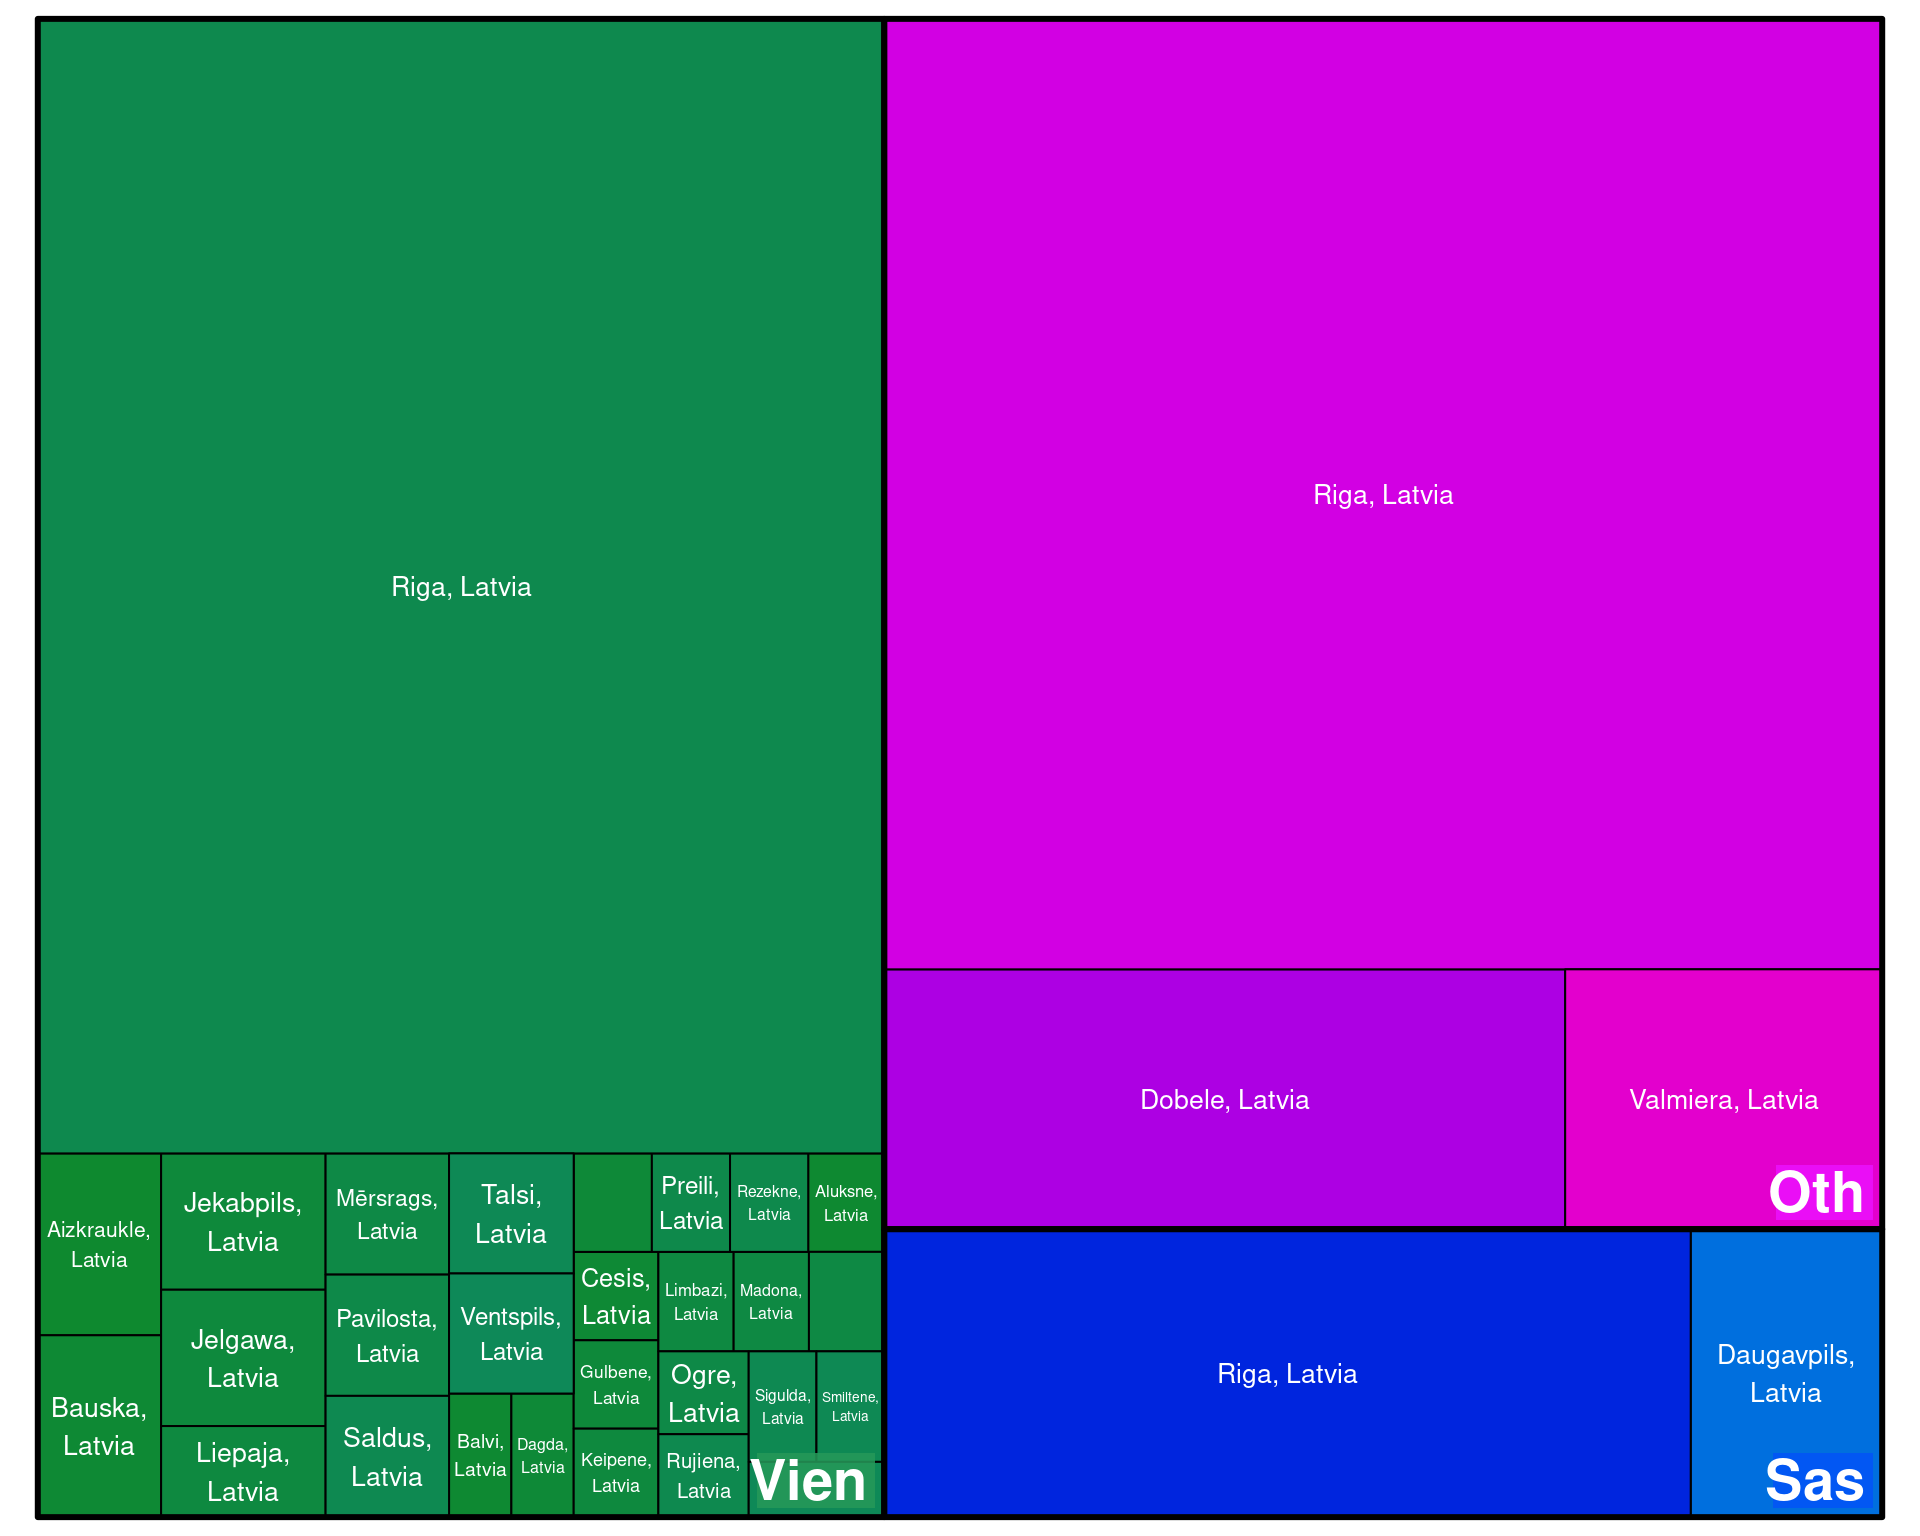 Riga, Latvia
Aizkraukle,
Latvia
Bauska,
Latvia
Jekabpils,
Latvia
Jelgawa,
Latvia
Liepaja,
Latvia
Mērsrags,
Latvia
Pavilosta,
Latvia
Saldus,
Latvia
Talsi,
Latvia
Ventspils,
Latvia
Balvi,
Latvia
Dagda,
Latvia
Preili,
Latvia
Rezekne,
Latvia
Aluksne,
Latvia
Cesis,
Latvia
Gulbene,
Latvia
Keipene,
Latvia
Limbazi,
Latvia
Madona,
Latvia
Ogre,
Latvia
Rujiena,
Latvia
Sigulda,
Latvia
Smiltene,
Latvia
Vien
Riga, Latvia
Dobele, Latvia
Valmiera, Latvia
Oth
Riga, Latvia
Daugavpils,
Latvia
Sas